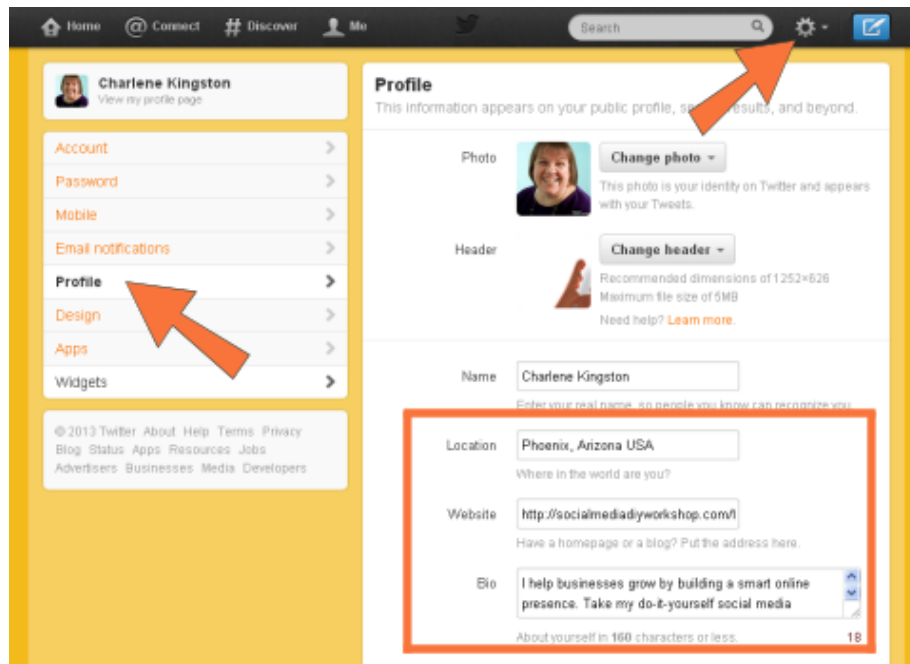 Home Connect Discover Me Search
Charlene Kingston
View my profile page
Account
Password
Mobile
Email notifications
Profile
Design
Apps
Widgets
© 2013 Twitter About Help Terms Privacy
Blog Status Apps Resources Jobs
Advertisers Businesses Media Developers
Profile
This information appears on your public profile, results, and beyond.
Photo
Change photo
This photo is your identity on Twitter and appears
with your Tweets.
Header
Change header
Recommended dimensions of 1252×626
Maximum file size of 5MB
Need help? Learn more.
Name
Charlene Kingston
Enter your real name, so people you know can recognize you.
Location
Phoenix, Arizona USA
Where in the world are you?
Website
http://socialmediadiyworkshop.com/
Have a homepage or a blog? Put the address here.
Bio
I help businesses grow by building a smart online
presence. Take my do-it-yourself social media
About yourself in 160 characters or less. 18